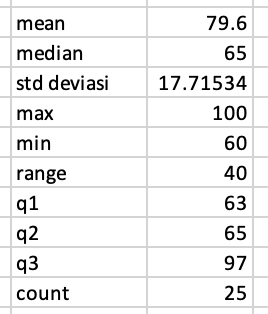 mean 79.6
median 65
std deviasi 17.71534
max 100
min 60
range 40
q1 63
q2 65
q3 97
count 25